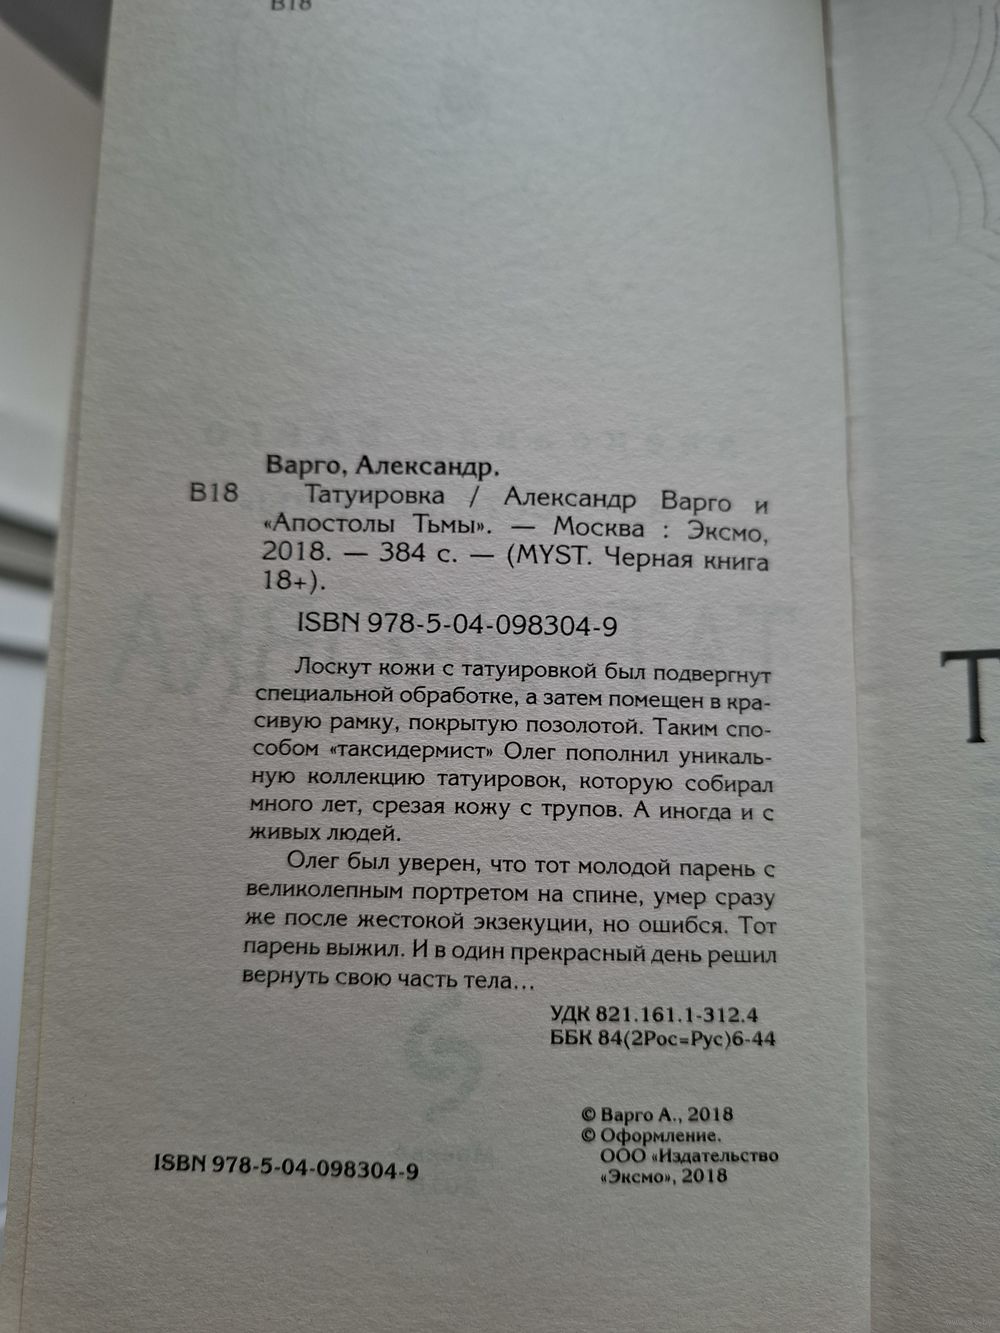 В18
Варго, Александр.
В18 Татуировка / Александр Варго и
«Апостолы Тьмы». — Москва : Эксмо,
2018. — 384 с. — (MYST. Черная книга
18+).
ISBN 978-5-04-098304-9
Лоскут кожи с татуировкой был подвергнут
специальной обработке, а затем помещен в кра-
сивую рамку, покрытую позолотой. Таким спо-
собом «таксидермист» Олег пополнил уникаль-
ную коллекцию татуировок, которую собирал
много лет, срезая кожу с трупов. А иногда и с
живых людей.
Олег был уверен, что тот молодой парень с
великолепным портретом на спине, умер сразу
же после жестокой экзекуции, но ошибся. Тот
парень выжил. И в один прекрасный день решил
вернуть свою часть тела...
УДК 821.161.1-312.4
ББК 84(2Рос=Рус)6-44
© Варго А., 2018
© Оформление.
ООО «Издательство
«Эксмо», 2018
ISBN 978-5-04-098304-9
Т